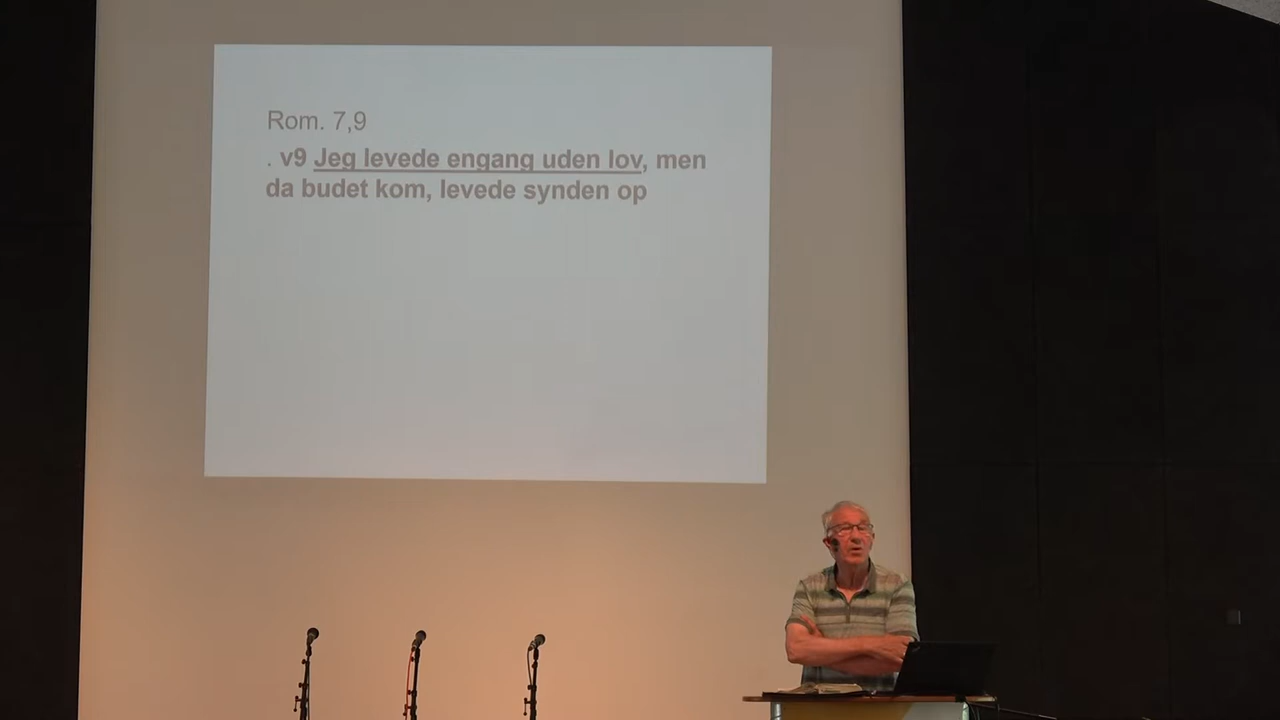 Rom. 7,9
. v9 Jeg levede engang uden lov, men
da budet kom, levede synden op